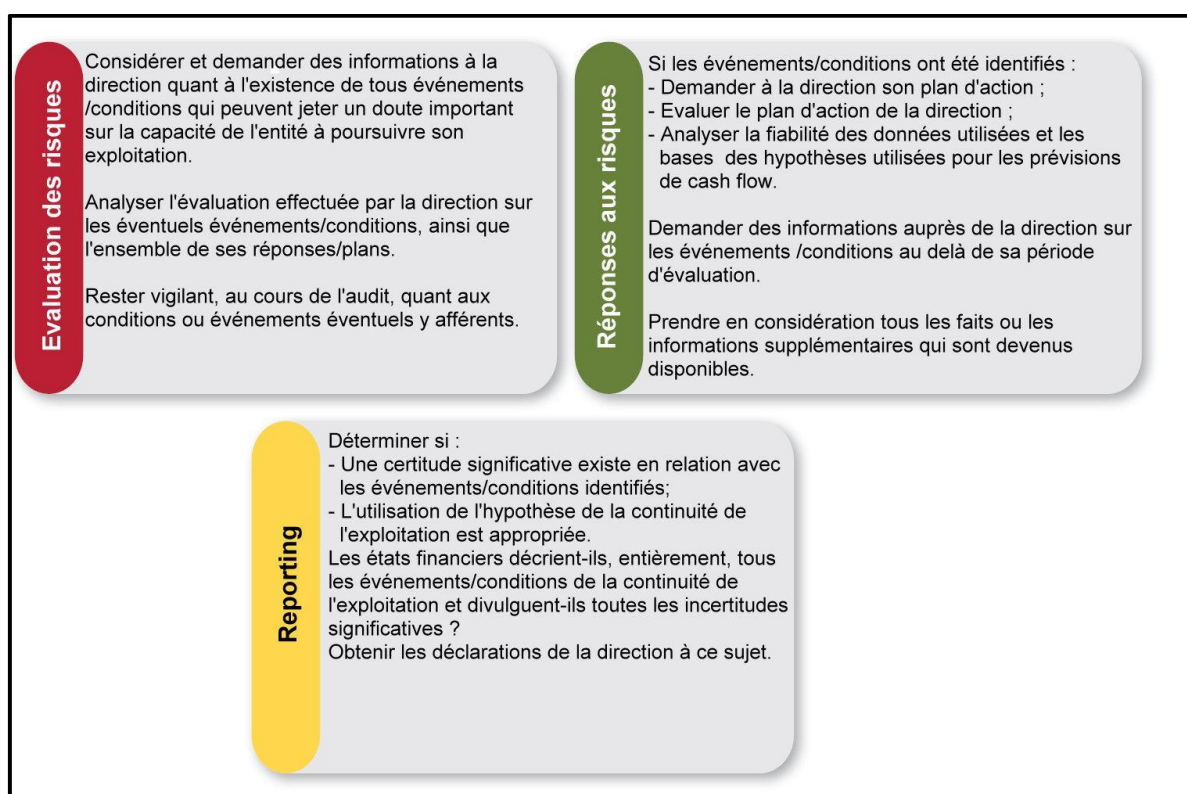 Evaluation des risques
Considérer et demander des informations à la
direction quant à l'existence de tous événements
/conditions qui peuvent jeter un doute important
sur la capacité de l'entité à poursuivre son
exploitation.
Analyser l'évaluation effectuée par la direction sur
les éventuels événements/conditions, ainsi que
l'ensemble de ses réponses/plans.
Rester vigilant, au cours de l'audit, quant aux
conditions ou événements éventuels y afférents.
Réponses aux risques
Si les événements/conditions ont été identifiés :
- Demander à la direction son plan d'action ;
- Evaluer le plan d'action de la direction ;
- Analyser la fiabilité des données utilisées et les
bases des hypothèses utilisées pour les prévisions
de cash flow.
Demander des informations auprès de la direction sur
les événements /conditions au delà de sa période
d'évaluation.
Prendre en considération tous les faits ou les
informations supplémentaires qui sont devenus
disponibles.
Reporting
Déterminer si :
- Une certitude significative existe en relation avec
les événements/conditions identifiés;
- L'utilisation de l'hypothèse de la continuité de
l'exploitation est appropriée.
Les états financiers décrient-ils, entièrement, tous
les événements/conditions de la continuité de
l'exploitation et divulguent-ils toutes les incertitudes
significatives ?
Obtenir les déclarations de la direction à ce sujet.